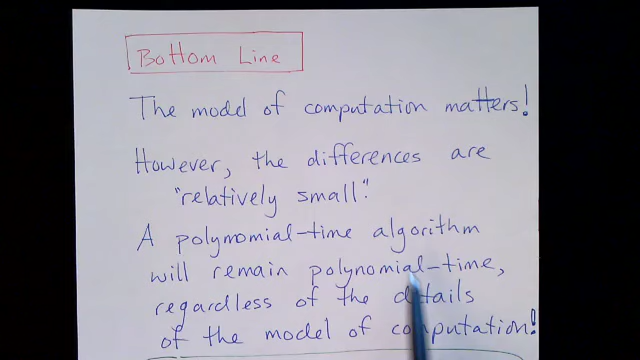 Bottom Line
The model of computation matters!
However, the differences are
"relatively small".
A polynomial-time algorithm
will remain polynomial-time,
regardless of the details
of the model of computation!